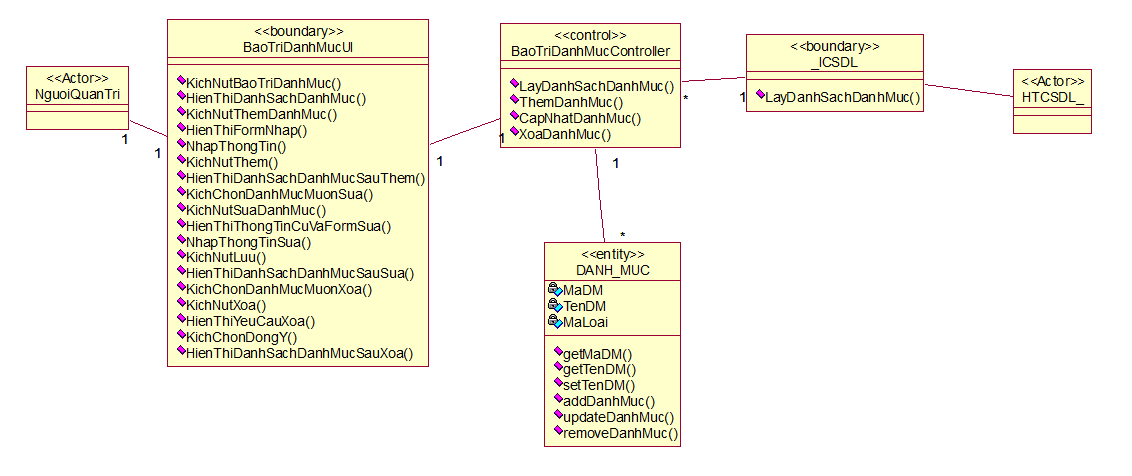 <<Actor>>
NguoiQuanTri
1
1
<<boundary>>
BaoTriDanhMucUI
KichNutBaoTriDanhMuc()
HienThiDanhSachDanhMuc()
KichNutThemDanhMuc()
HienThiFormNhap()
NhapThongTin()
KichNutThem()
HienThiDanhSachDanhMucSauThem()
KichChonDanhMucMuonSua()
KichNutSuaDanhMuc()
HienThiThongTinCuVaFormSua()
NhapThongTinSua()
KichNutLuu()
HienThiDanhSachDanhMucSauSua()
KichChonDanhMucMuonXoa()
KichNutXoa()
HienThiYeuCauXoa()
KichChonDongY()
HienThiDanhSachDanhMucSauXoa()
1
1
<<control>>
BaoTriDanhMucController
LayDanhSachDanhMuc()
ThemDanhMuc()
CapNhatDanhMuc()
XoaDanhMuc()
*
1
<<boundary>>
_ICSDL
LayDanhSachDanhMuc()
<<Actor>>
HTCSDL_
1
*
<<entity>>
DANH_MUC
MaDM
TenDM
MaLoai
getMaDM()
getTenDM()
setTenDM()
addDanhMuc()
updateDanhMuc()
removeDanhMuc()